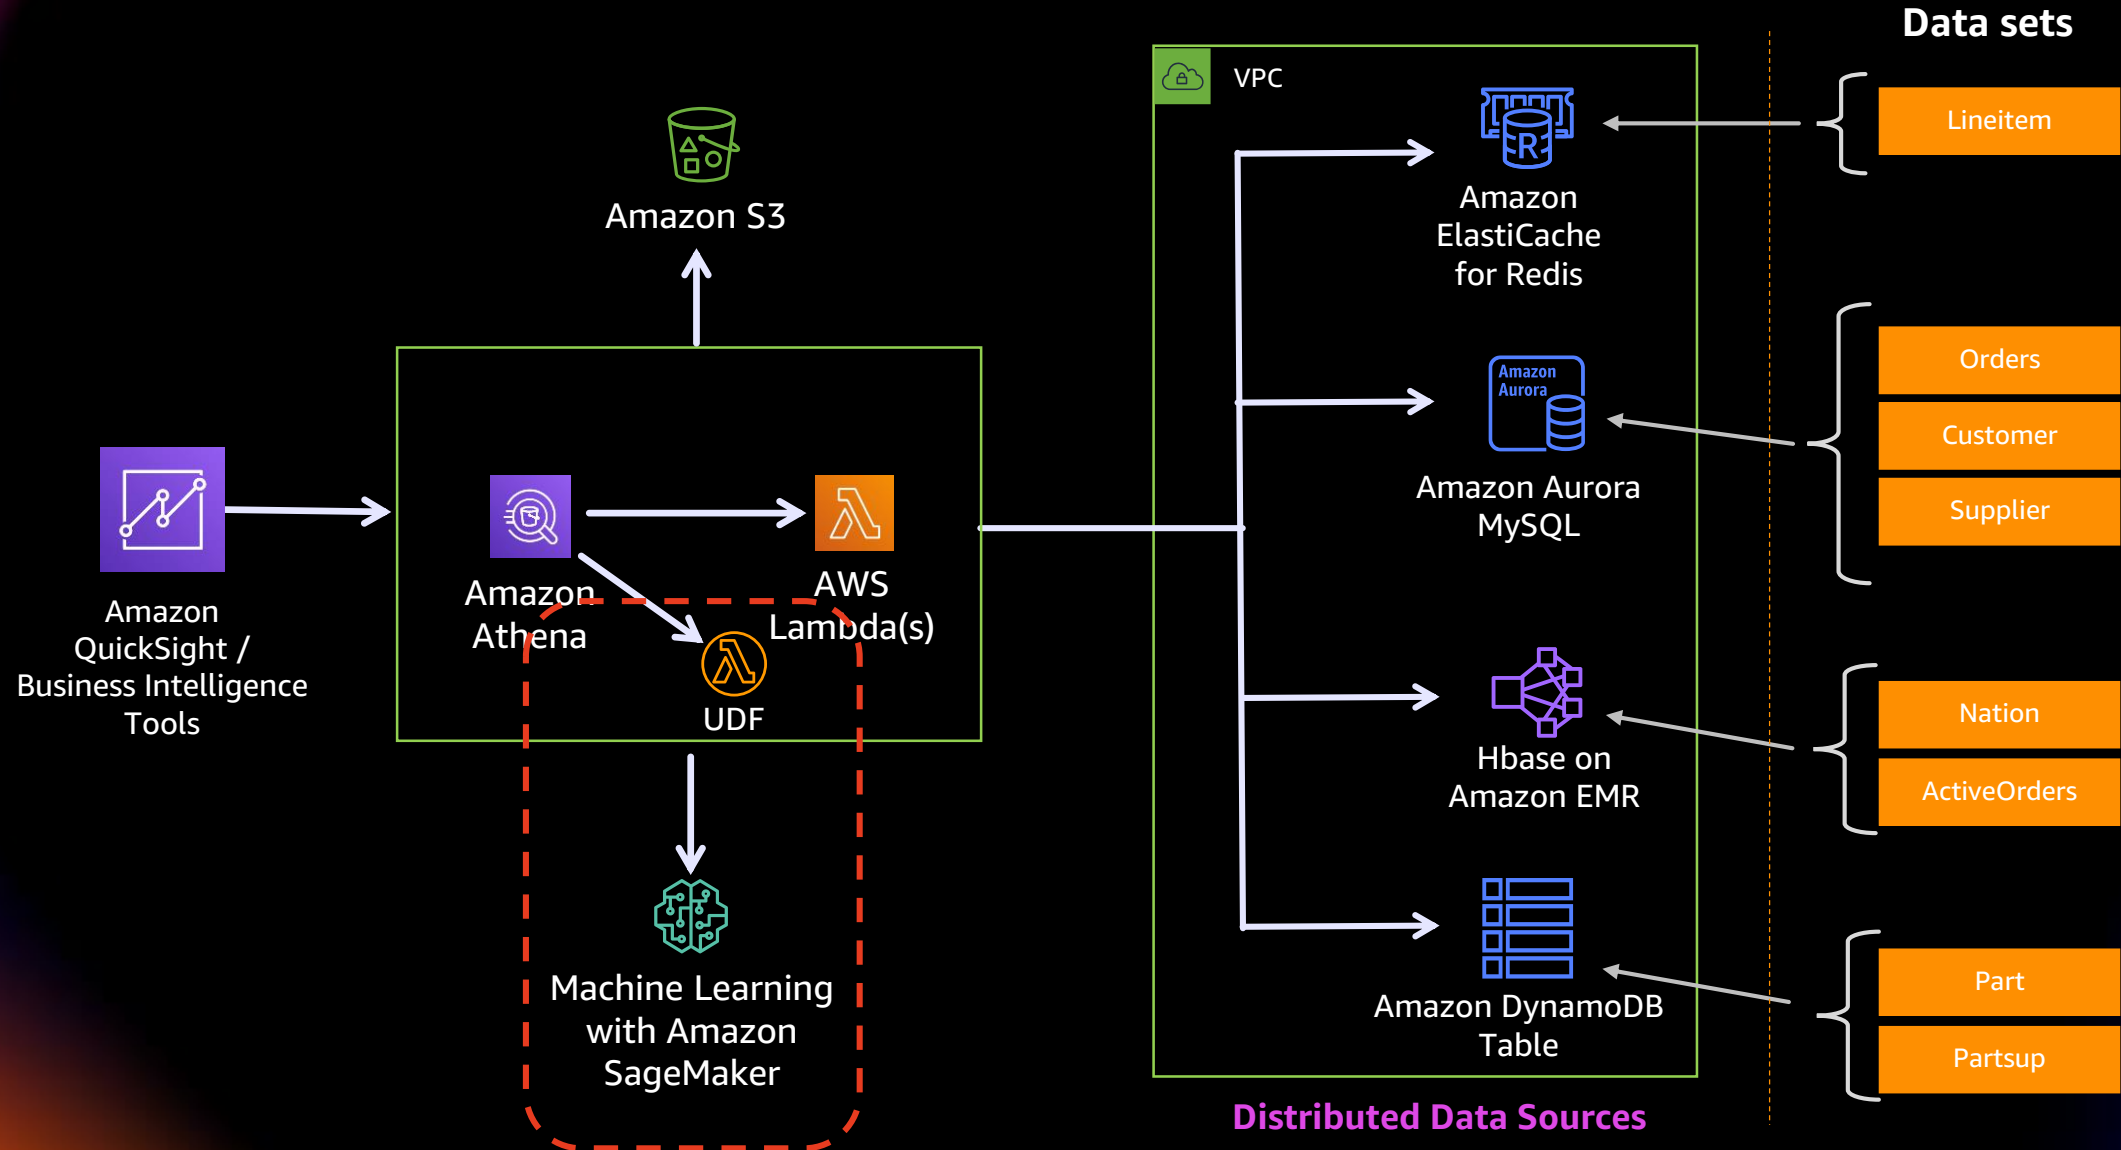 Data sets
VPC
Amazon S3
Amazon
QuickSight /
Business Intelligence
Tools
Amazon
Athena
AWS
Lambda(s)
UDF
Machine Learning
with Amazon
SageMaker
R
Amazon
ElastiCache
for Redis
Amazon
Aurora
Amazon Aurora
MySQL
Hbase on
Amazon EMR
Amazon DynamoDB
Table
Distributed Data Sources
Lineitem
Orders
Customer
Supplier
Nation
ActiveOrders
Part
Partsup